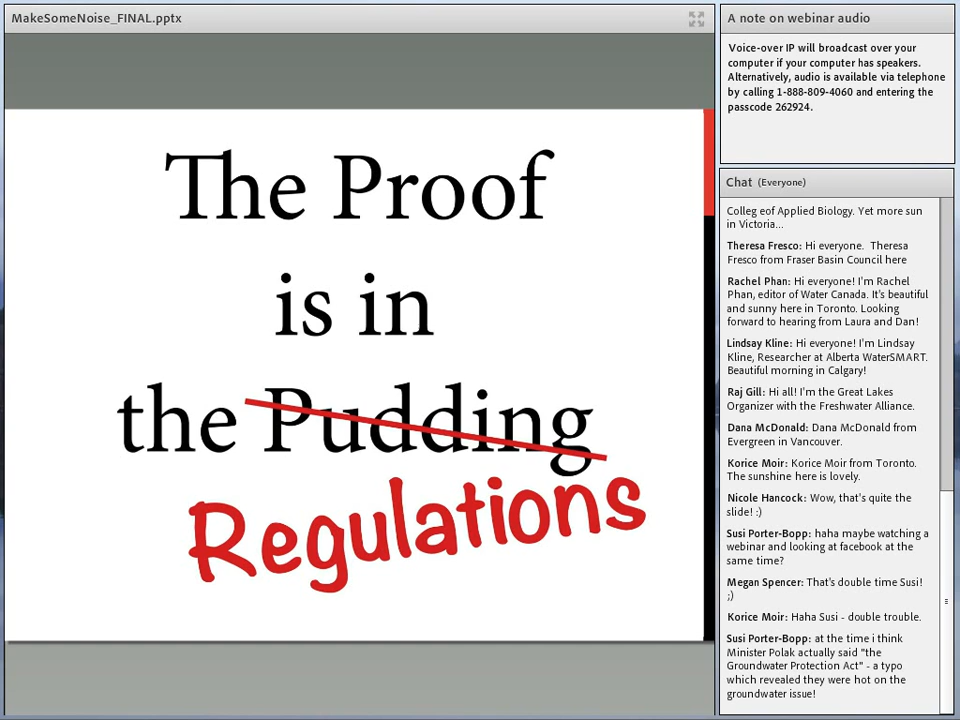 MakeSomeNoise_FINAL.pptx
The Proof
is in
the Pudding
Regulations
A note on webinar audio
Voice-over IP will broadcast over your
computer if your computer has speakers.
Alternatively, audio is available via telephone
by calling 1-888-809-4060 and entering the
passcode 262924.
Chat (Everyone)
Colleg eof Applied Biology. Yet more sun
in Victoria...
Theresa Fresco: Hi everyone.  Theresa
Fresco from Fraser Basin Council here
Rachel Phan: Hi everyone! I'm Rachel
Phan, editor of Water Canada. It's beautiful
and sunny here in Toronto. Looking
forward to hearing from Laura and Dan!
Lindsay Kline: Hi everyone! I'm Lindsay
Kline, Researcher at Alberta WaterSMART.
Beautiful morning in Calgary!
Raj Gill: Hi all! I'm the Great Lakes
Organizer with the Freshwater Alliance.
Dana McDonald: Dana McDonald from
Evergreen in Vancouver.
Korice Moir: Korice Moir from Toronto.
The sunshine here is lovely.
Nicole Hancock: Wow, that's quite the
slide! :)
Susi Porter-Bopp: haha maybe watching a
webinar and looking at facebook at the
same time?
Megan Spencer: That's double time Susi!
;)
Korice Moir: Haha Susi - double trouble.
Susi Porter-Bopp: at the time i think
Minister Polak actually said "the
Groundwater Protection Act" - a typo
which revealed they were hot on the
groundwater issue!